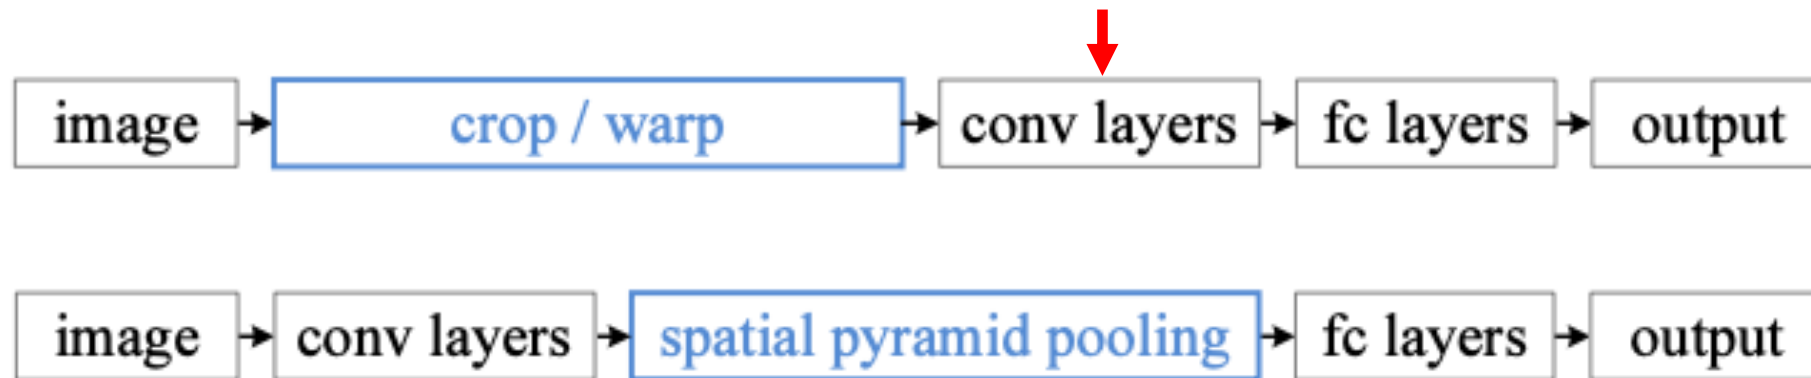 image crop / warp conv layers fc layers output
image conv layers spatial pyramid pooling fc layers output